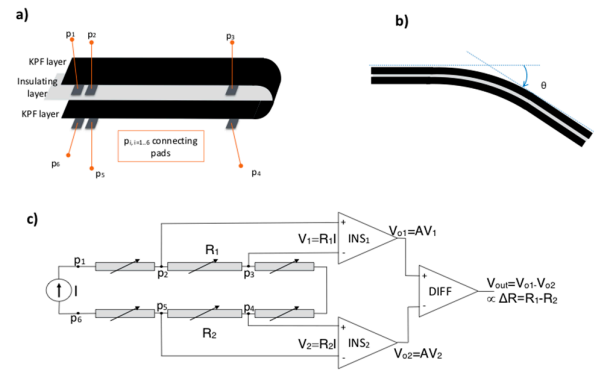 a)
p1 p2 p3
KPF layer
Insulating
layer
KPF layer
p6 p5 p4
pi,i=1..6 connecting
pads
b)
θ
c)
p1 p2 R1 p3
V1=R1I
INS1
Vo1=AV1
I
DIFF
Vout=Vo1-Vo2
∝ ΔR=R1-R2
p6 p5 R2 p4
V2=R2I
INS2
Vo2=AV2
+
-
+
-
+
-